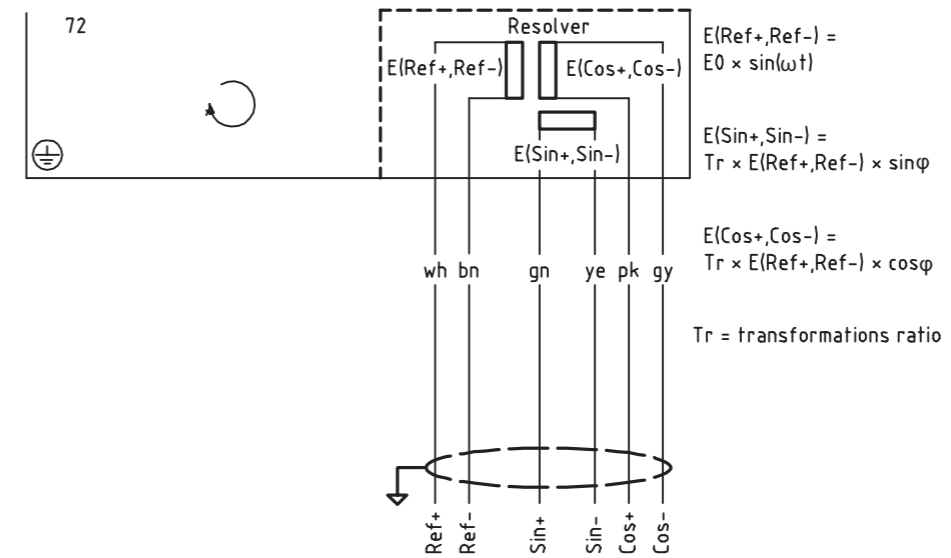 72
Resolver
E(Ref+,Ref-)
E(Cos+,Cos-)
E(Sin+,Sin-)
E(Ref+,Ref-) =
E0 × sin(ωt)
E(Sin+,Sin-) =
Tr × E(Ref+,Ref-) × sinφ
E(Cos+,Cos-) =
Tr × E(Ref+,Ref-) × cosφ
Tr = transformations ratio
wh bn gn ye pk gy
Ref+
Ref-
Sin+
Sin-
Cos+
Cos-